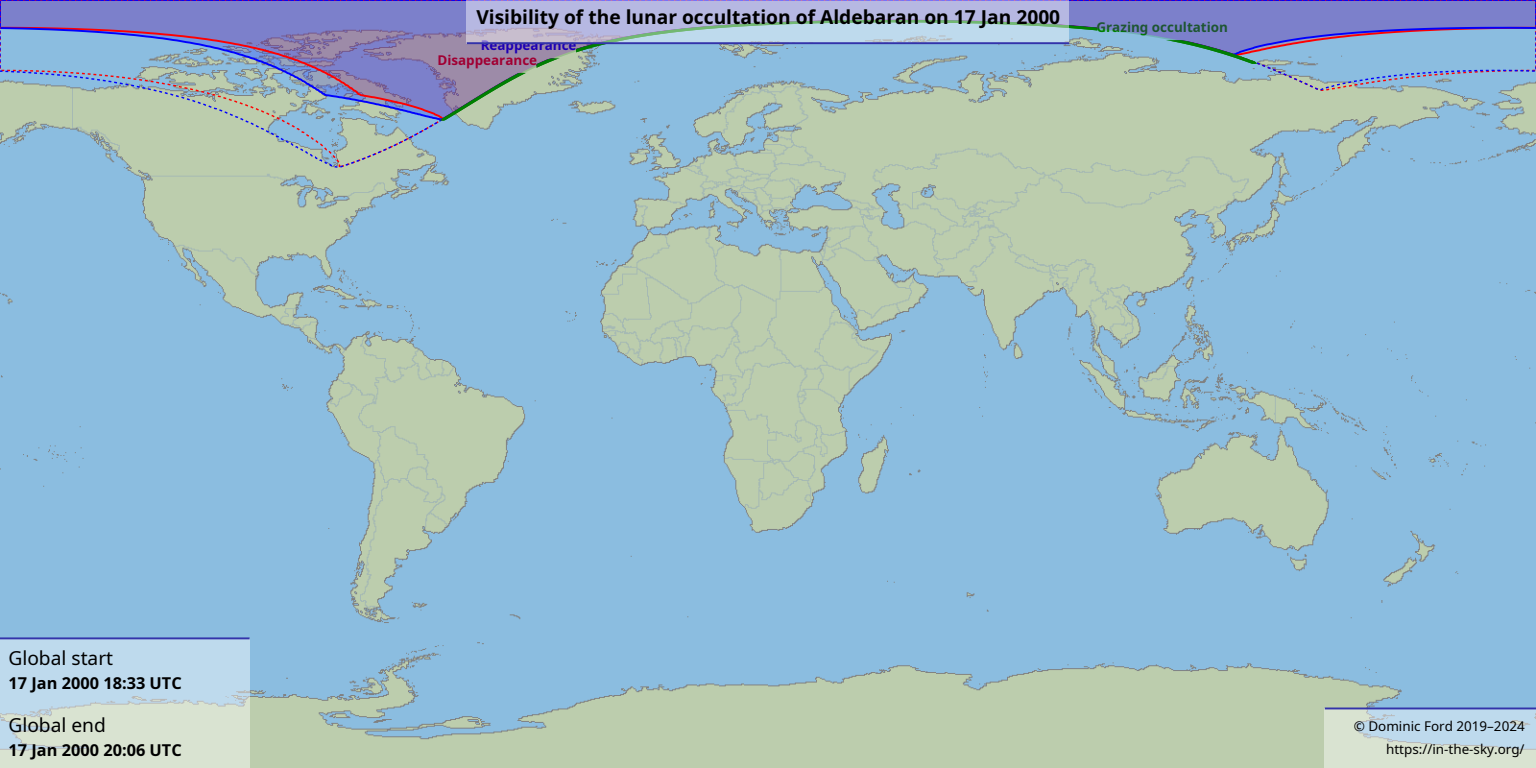 Visibility of the lunar occultation of Aldebaran on 17 Jan 2000
Grazing occultation
Reappearance
Disappearance
Global start
17 Jan 2000 18:33 UTC
Global end
17 Jan 2000 20:06 UTC
© Dominic Ford 2019–2024
https://in-the-sky.org/